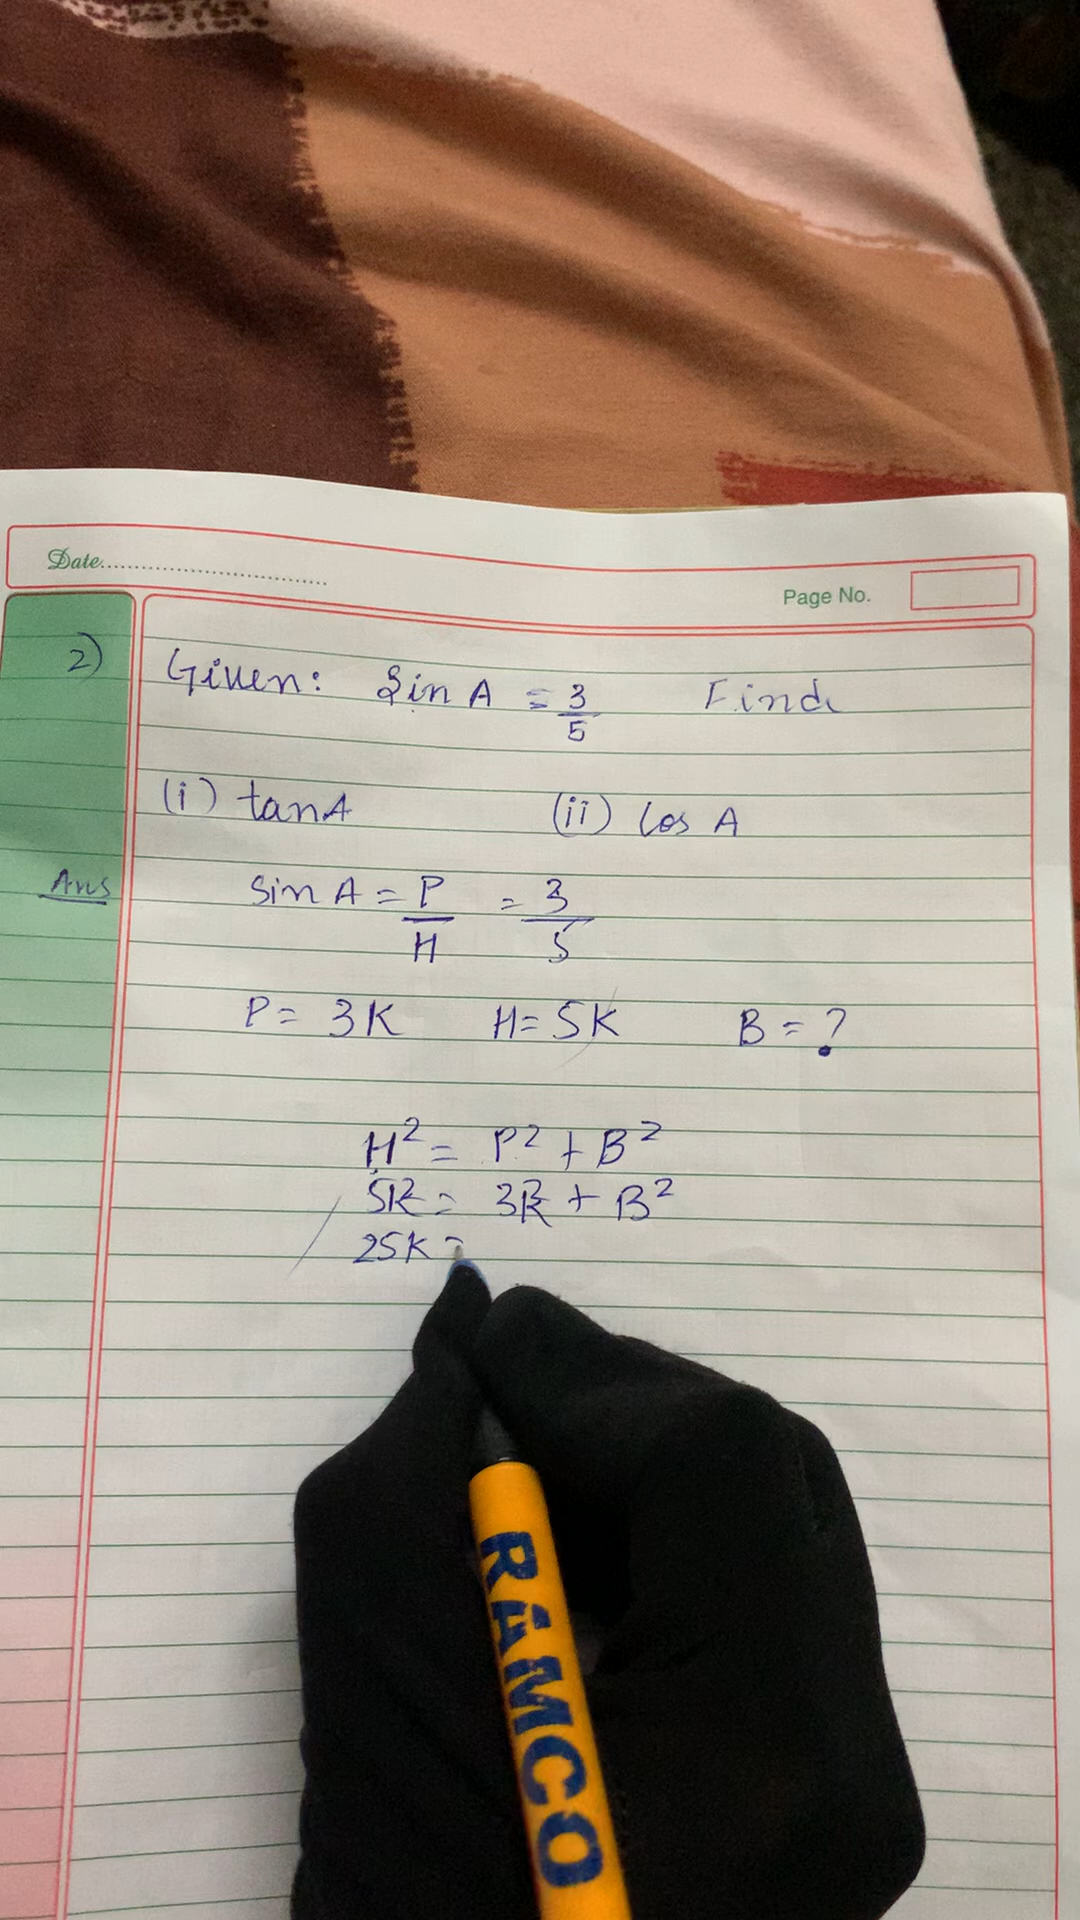 Date
Page No.
2) Given: Sin A = 3/5 Find
(i) tanA (ii) Cos A
Ans Sin A = P/H = 3/5
P = 3K H = 5K B = ?
H² = P² + B²
5K² = 3K² + B²
25K =
RAMCO